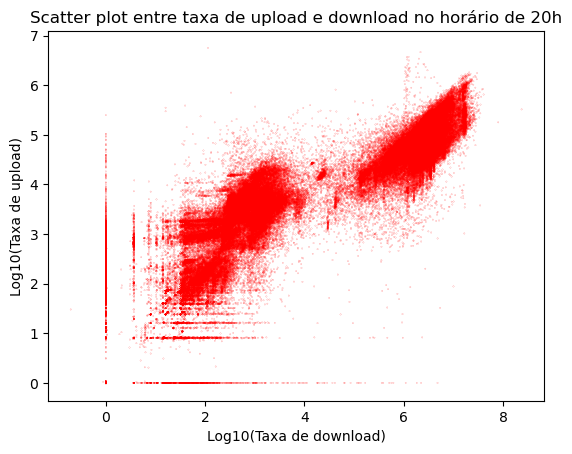 Scatter plot entre taxa de upload e download no horário de 20h
7
6
5
4
3
2
1
0
Log10(Taxa de upload)
0 2 4 6 8
Log10(Taxa de download)